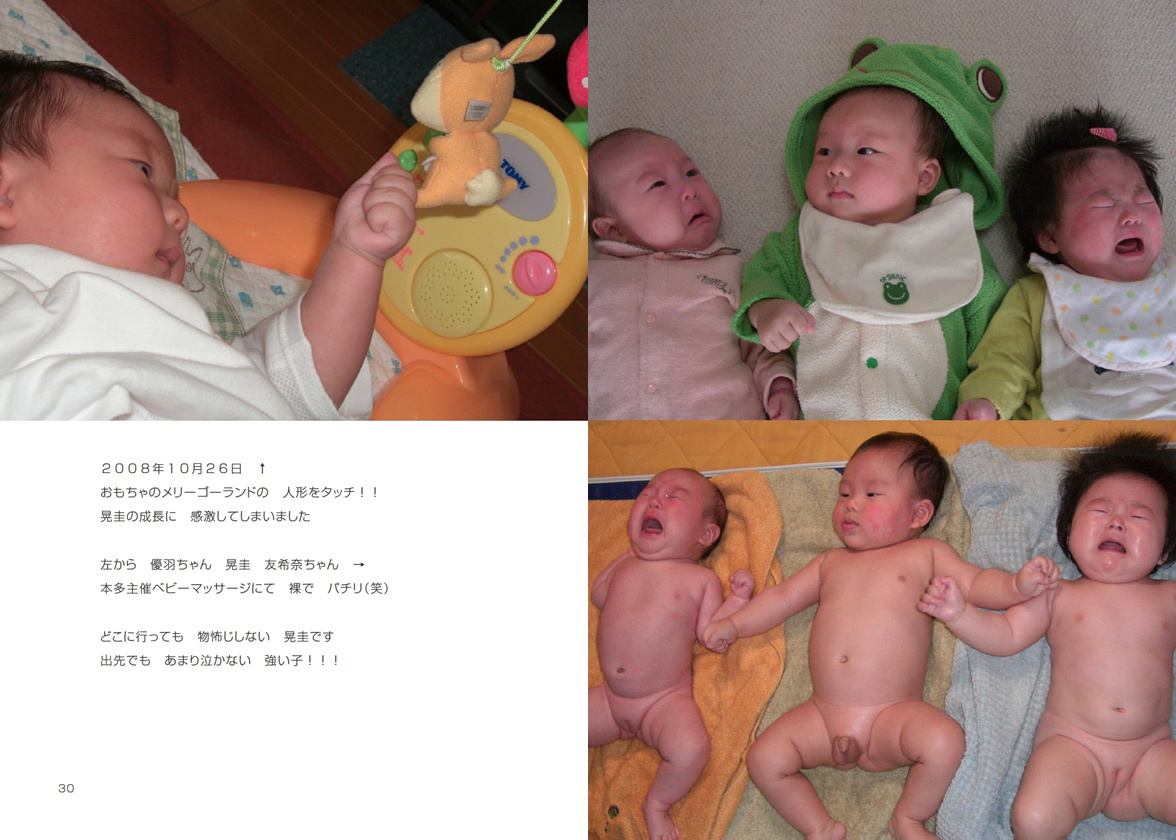 TOMY
ORGANIC
２００８年１０月２６日　↑
おもちゃのメリーゴーランドの　人形をタッチ！！
晃圭の成長に　感激してしまいました
左から　優羽ちゃん　晃圭　友希奈ちゃん　→
本多主催ベビーマッサージにて　裸で　パチリ（笑）
どこに行っても　物怖じしない　晃圭です
出先でも　あまり泣かない　強い子！！！
30